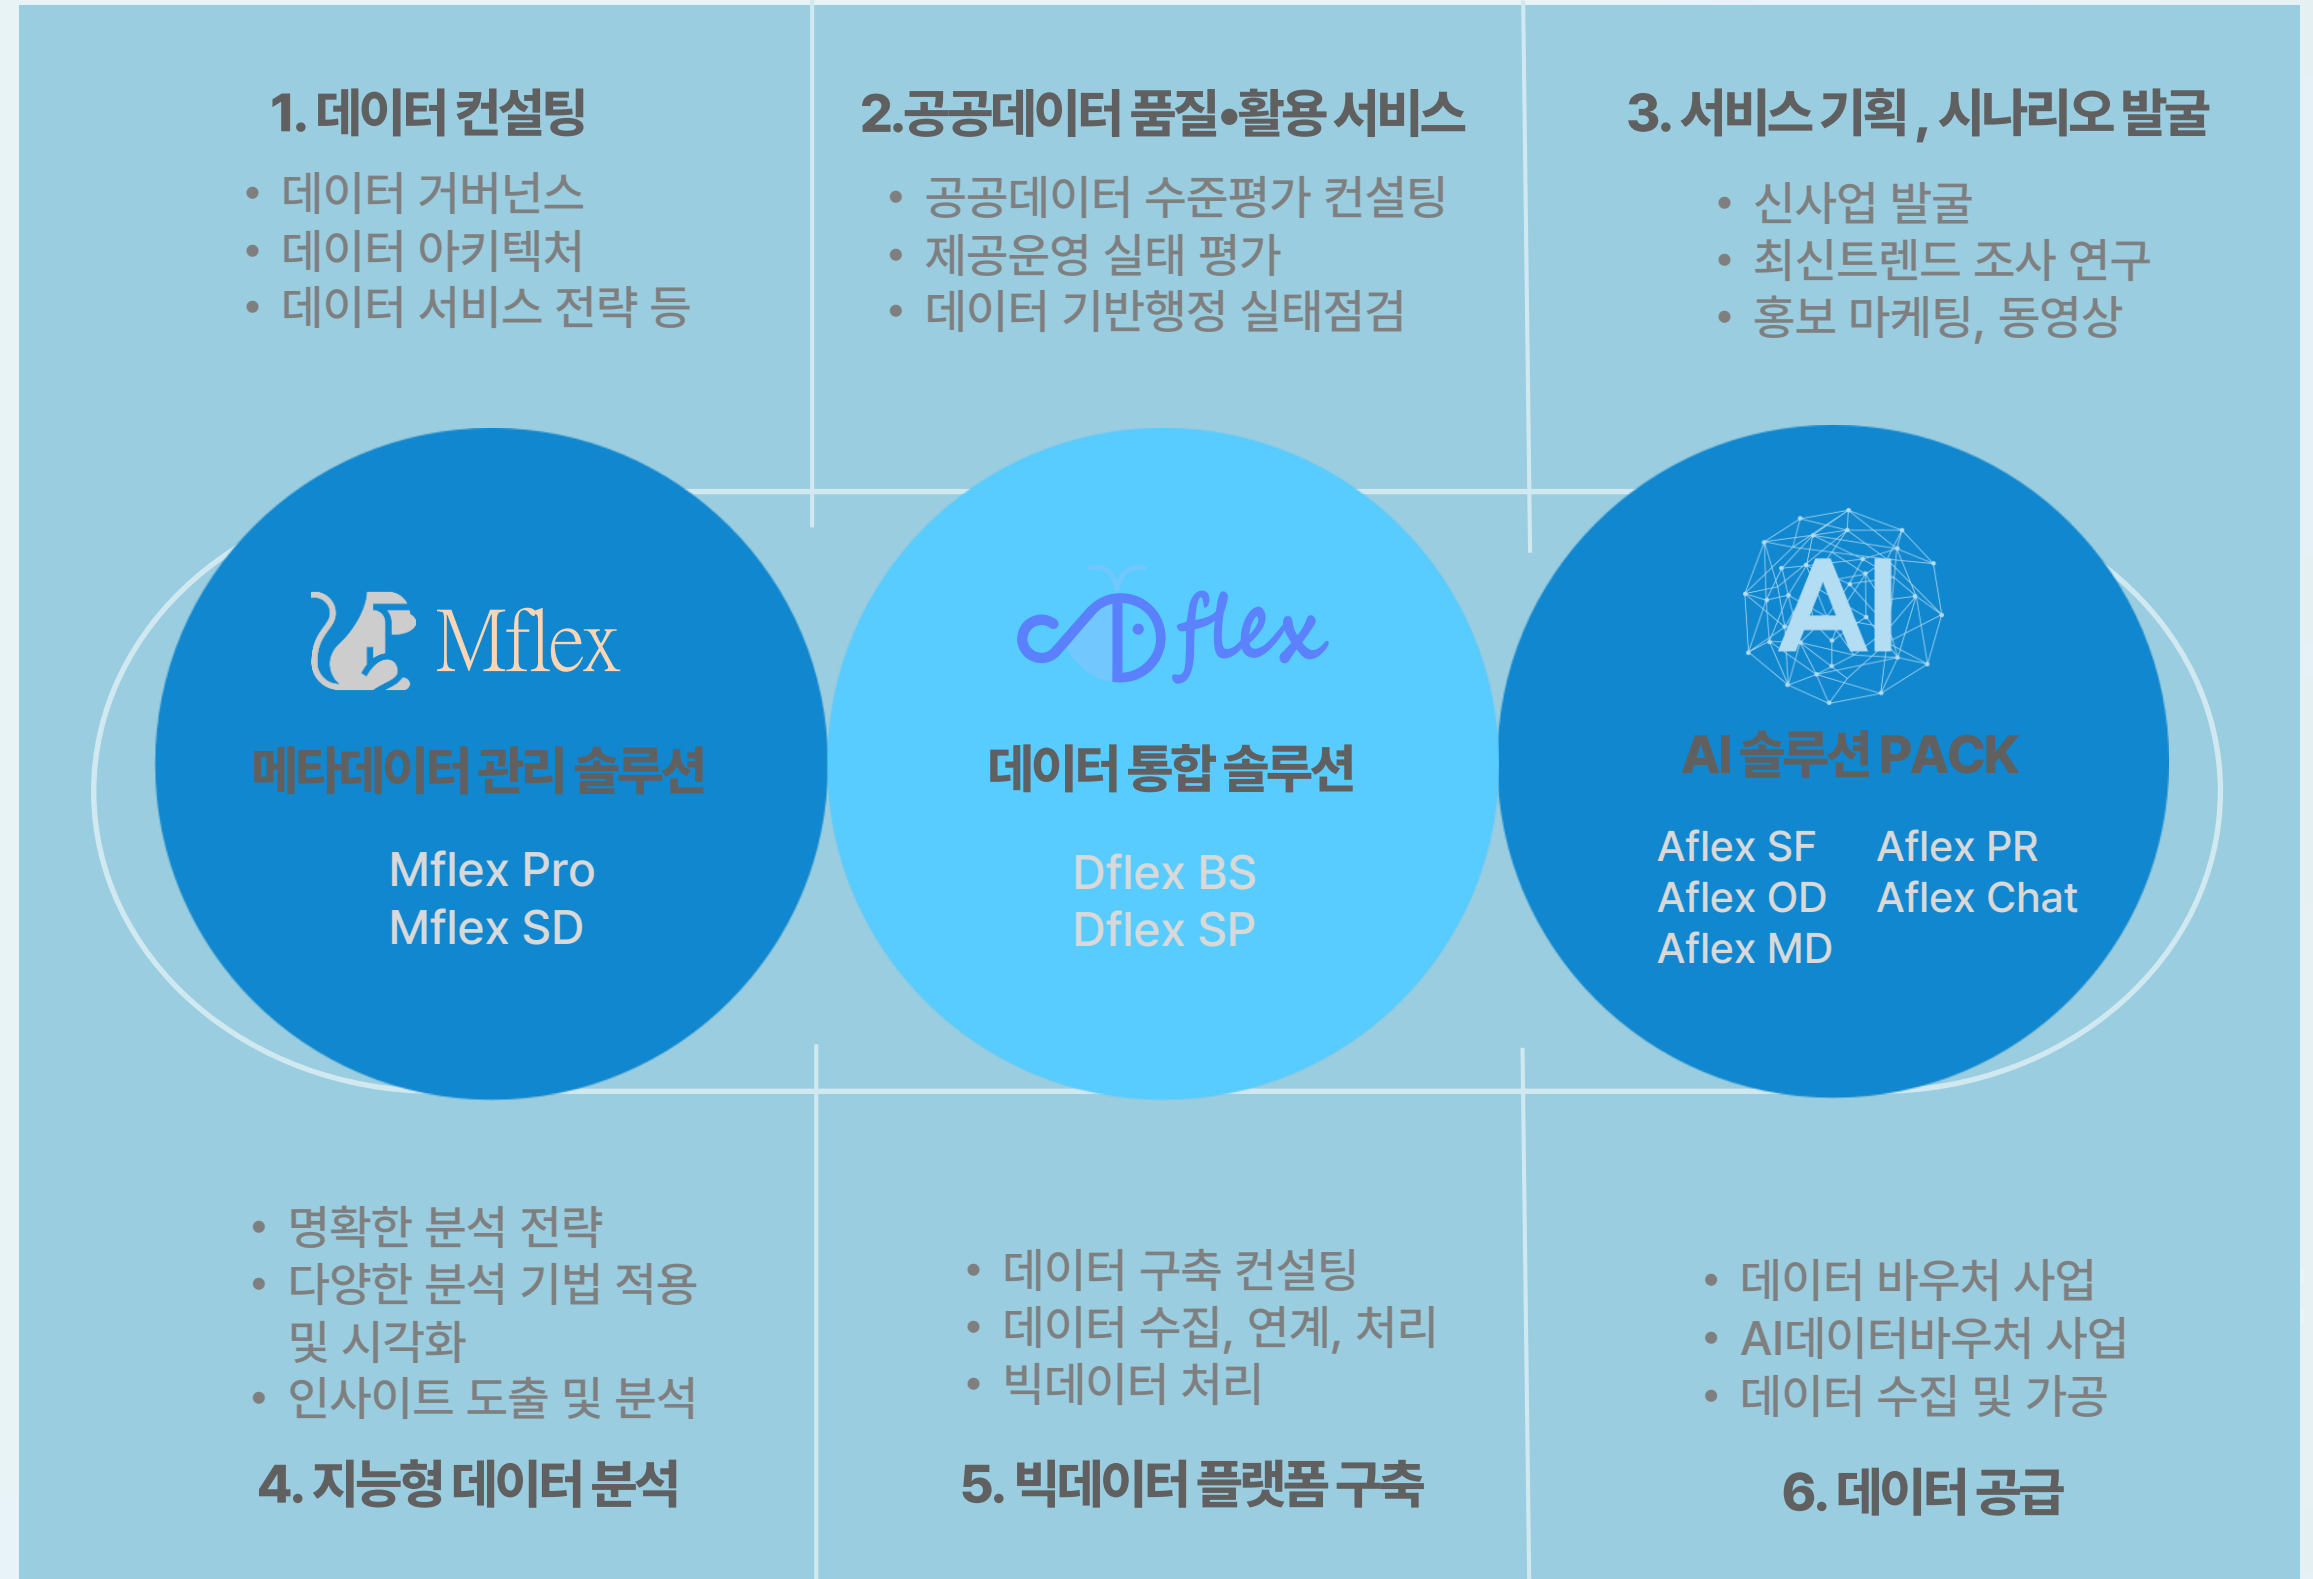 1. 데이터 컨설팅
• 데이터 거버넌스
• 데이터 아키텍처
• 데이터 서비스 전략 등
2.공공데이터 품질•활용 서비스
• 공공데이터 수준평가 컨설팅
• 제공운영 실태 평가
• 데이터 기반행정 실태점검
3. 서비스 기획 , 시나리오 발굴
• 신사업 발굴
• 최신트렌드 조사 연구
• 홍보 마케팅, 동영상
Mflex
메타데이터 관리 솔루션
Mflex Pro
Mflex SD
Dflex
데이터 통합 솔루션
Dflex BS
Dflex SP
AI
AI 솔루션 PACK
Aflex SF
Aflex OD
Aflex MD
Aflex PR
Aflex Chat
• 명확한 분석 전략
• 다양한 분석 기법 적용
및 시각화
• 인사이트 도출 및 분석
4. 지능형 데이터 분석
• 데이터 구축 컨설팅
• 데이터 수집, 연계, 처리
• 빅데이터 처리
5. 빅데이터 플랫폼 구축
• 데이터 바우처 사업
• AI데이터바우처 사업
• 데이터 수집 및 가공
6. 데이터 공급